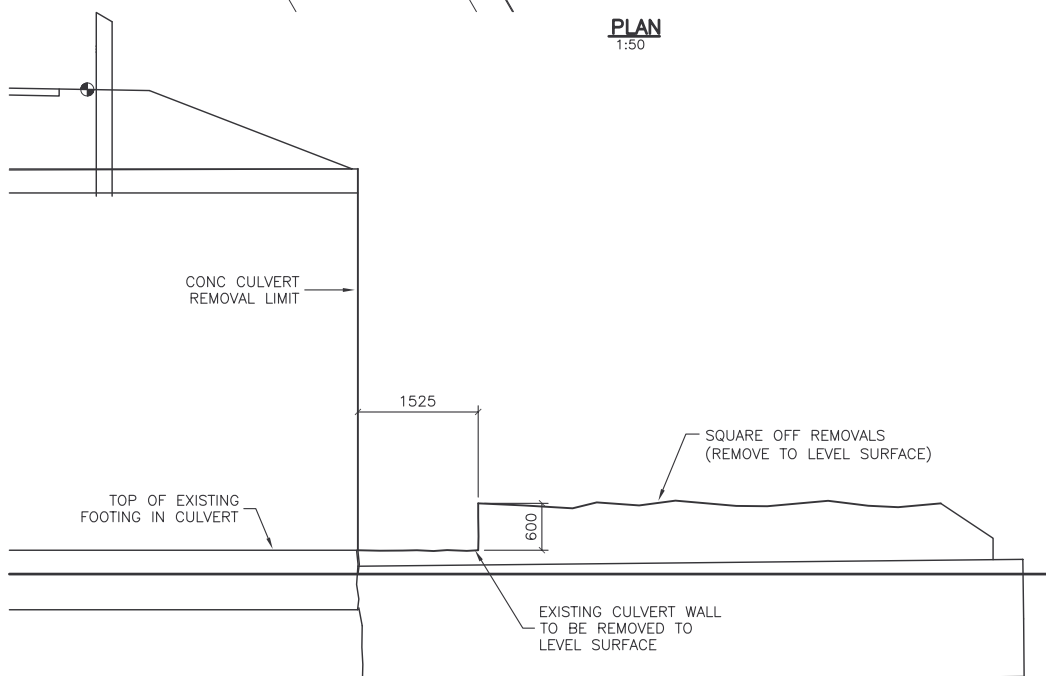 PLAN
1:50
CONC CULVERT
REMOVAL LIMIT
1525
SQUARE OFF REMOVALS
(REMOVE TO LEVEL SURFACE)
TOP OF EXISTING
FOOTING IN CULVERT
600
EXISTING CULVERT WALL
TO BE REMOVED TO
LEVEL SURFACE